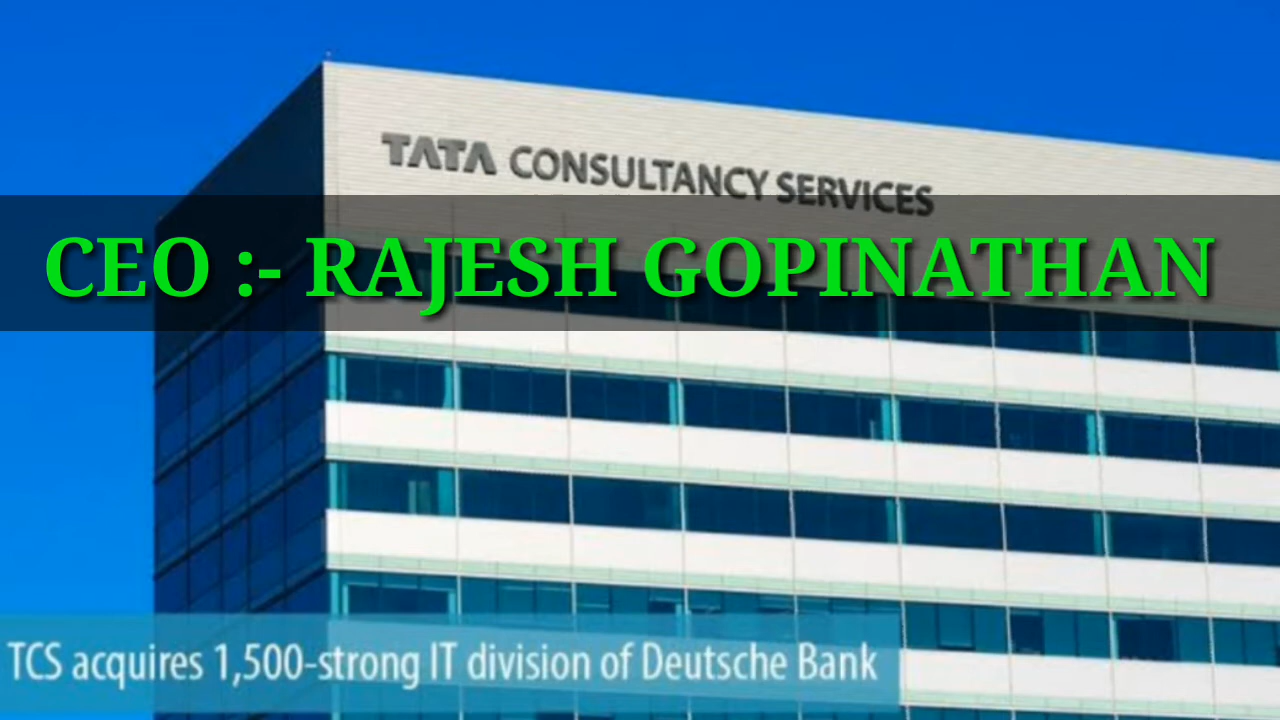 TATA CONSULTANCY SERVICES
CEO :- RAJESH GOPINATHAN
TCS acquires 1,500-strong IT division of Deutsche Bank